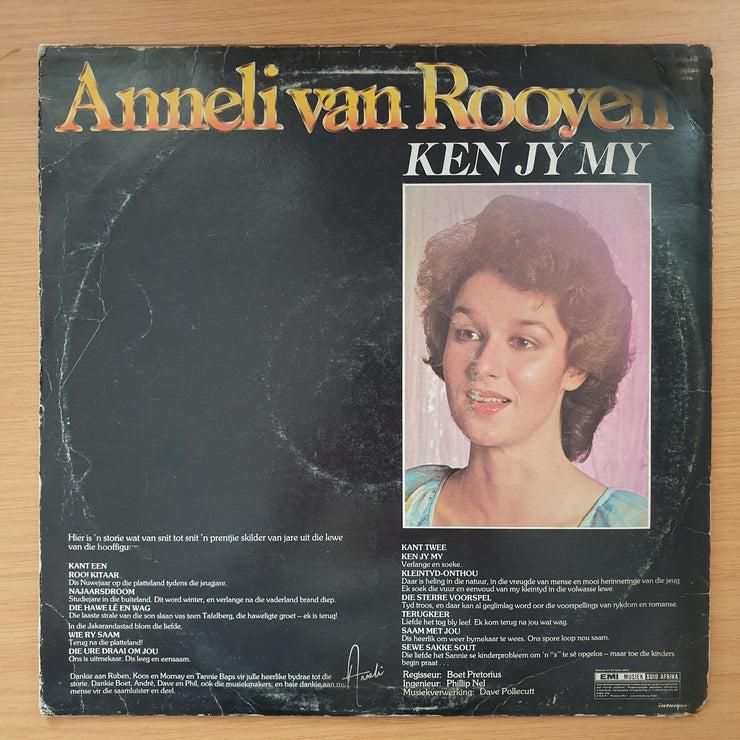 Anneli van Rooyen
KEN JY MY
Hier is 'n storie wat van snit tot snit 'n prentjie skilder van jare uit die lewe
van die hooffiguur.
KANT EEN
ROOI KITAAR
Dis Nuwejaar op die platteland tydens die jeugjare.
NAJAARSDROOM
Studiejare in die buiteland. Dit word winter, en verlange na die vaderland brand diep.
DIE HAWE LÊ EN WAG
Die laaste strale van die son slaan vas teen Tafelberg, die haweligte groet – ek is terug!
In die Jakarandastad blom die liefde.
WIE RY SAAM
Terug na die platteland!
DIE URE DRAAI OM JOU
Ons is uitmekaar. Dis leeg en eensaam.
Dankie aan Ruben, Koos en Mornay en Tannie Baps vir julle heerlike bydrae tot die
storie. Dankie Boet, André, Dave en Phil, ook die musiekmakers, en baie dankie aan my
mense vir die saamluister en deel.
Anneli
KANT TWEE
KEN JY MY
Verlange en soeke.
KLEINTYD-ONTHOU
Daar is heling in die natuur, in die vreugde van mense en mooi herinneringe van die jeug.
Ek soek die vuur en eenvoud van my kleintyd in die volwasse lewe.
DIE STERRE VOORSPEL
Tyd troos, en daar kan al geglimlag word oor die voorspellings van rykdom en romanse.
TERUGKEER
Liefde het tog bly leef. Ek kom terug na jou wat wag.
SAAM MET JOU
Dis heerlik om weer bymekaar te wees. Ons spore loop nou saam.
SEWE SAKKE SOUT
Die liefde het Sannie se kinderprobleem om 'n "s" te sê opgelos – maar toe die kinders
begin praat . . .
Regisseur: Boet Pretorius
Ingenieur: Phillip Nel
Musiekverwerking: Dave Pollecutt
EMI MUSIEK SUID AFRIKA
interpak